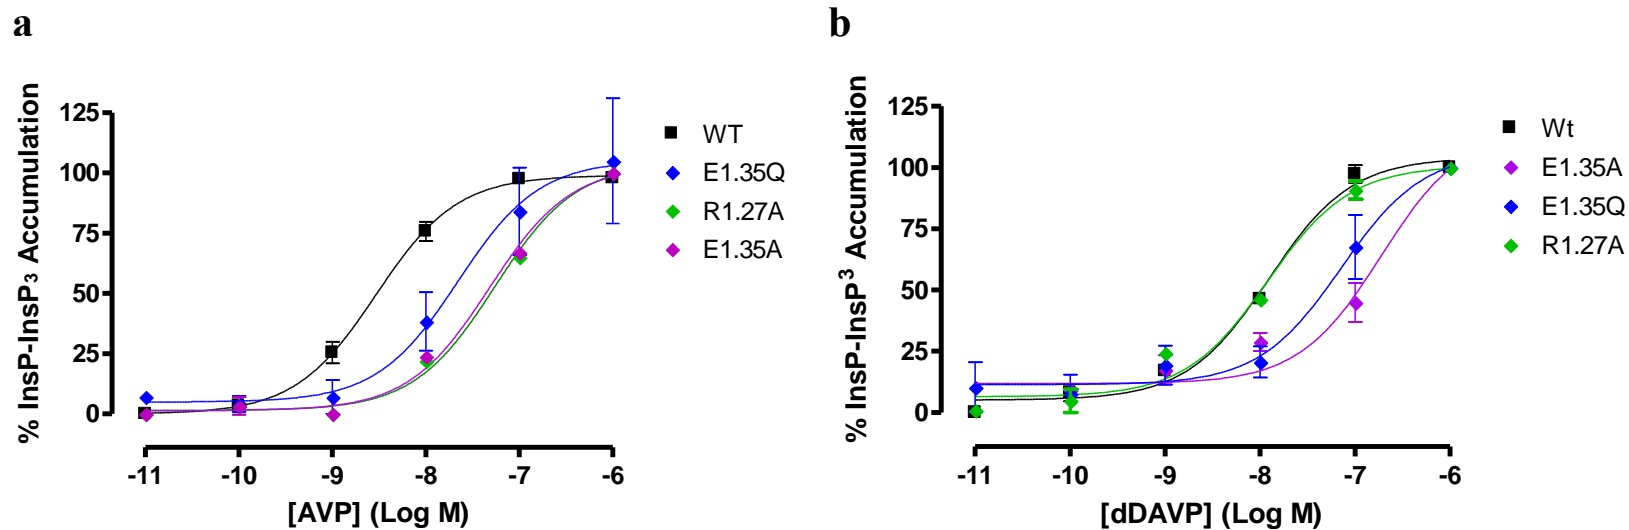 a
% InsP-InsP₃ Accumulation
125
100
75
50
25
0
-11 -10 -9 -8 -7 -6
[AVP] (Log M)
WT
E1.35Q
R1.27A
E1.35A
b
% InsP-InsP³ Accumulation
125
100
75
50
25
0
-11 -10 -9 -8 -7 -6
[dDAVP] (Log M)
Wt
E1.35A
E1.35Q
R1.27A